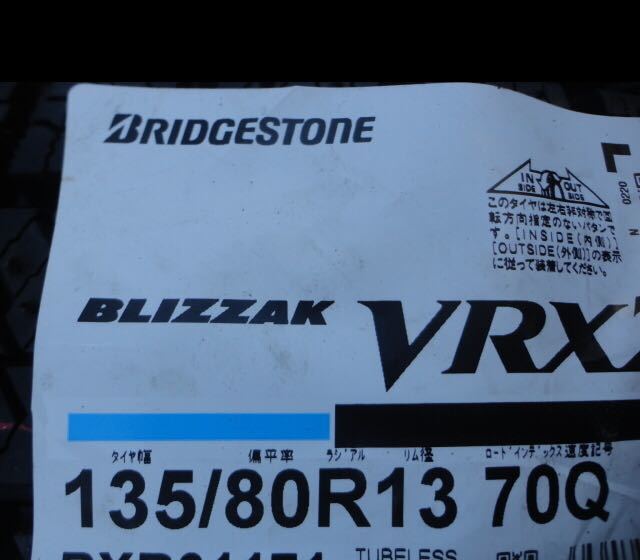 BRIDGESTONE
IN SIDE OUT SIDE
このタイヤは左右非対称で回
転方向指定のないパタンで
す。[INSIDE(内側)]
[OUTSIDE(外側)]の表示
に従って装着してください。
0220
N
BLIZZAK VRX
タイヤ幅 偏平率 ラジアル リム径 ロードインデックス 速度記号
135/80R13 70Q
TUBELESS